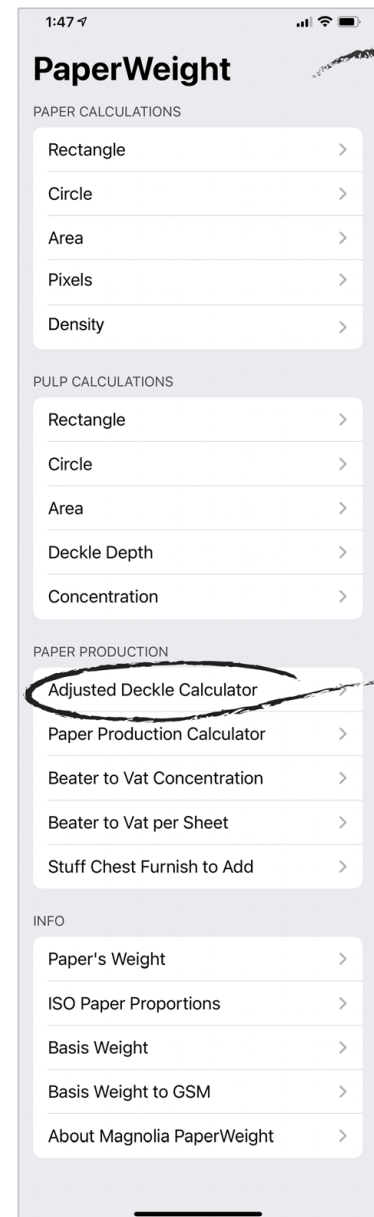 1:47
PaperWeight
PAPER CALCULATIONS
Rectangle
Circle
Area
Pixels
Density
PULP CALCULATIONS
Rectangle
Circle
Area
Deckle Depth
Concentration
PAPER PRODUCTION
Adjusted Deckle Calculator
Paper Production Calculator
Beater to Vat Concentration
Beater to Vat per Sheet
Stuff Chest Furnish to Add
INFO
Paper's Weight
ISO Paper Proportions
Basis Weight
Basis Weight to GSM
About Magnolia PaperWeight